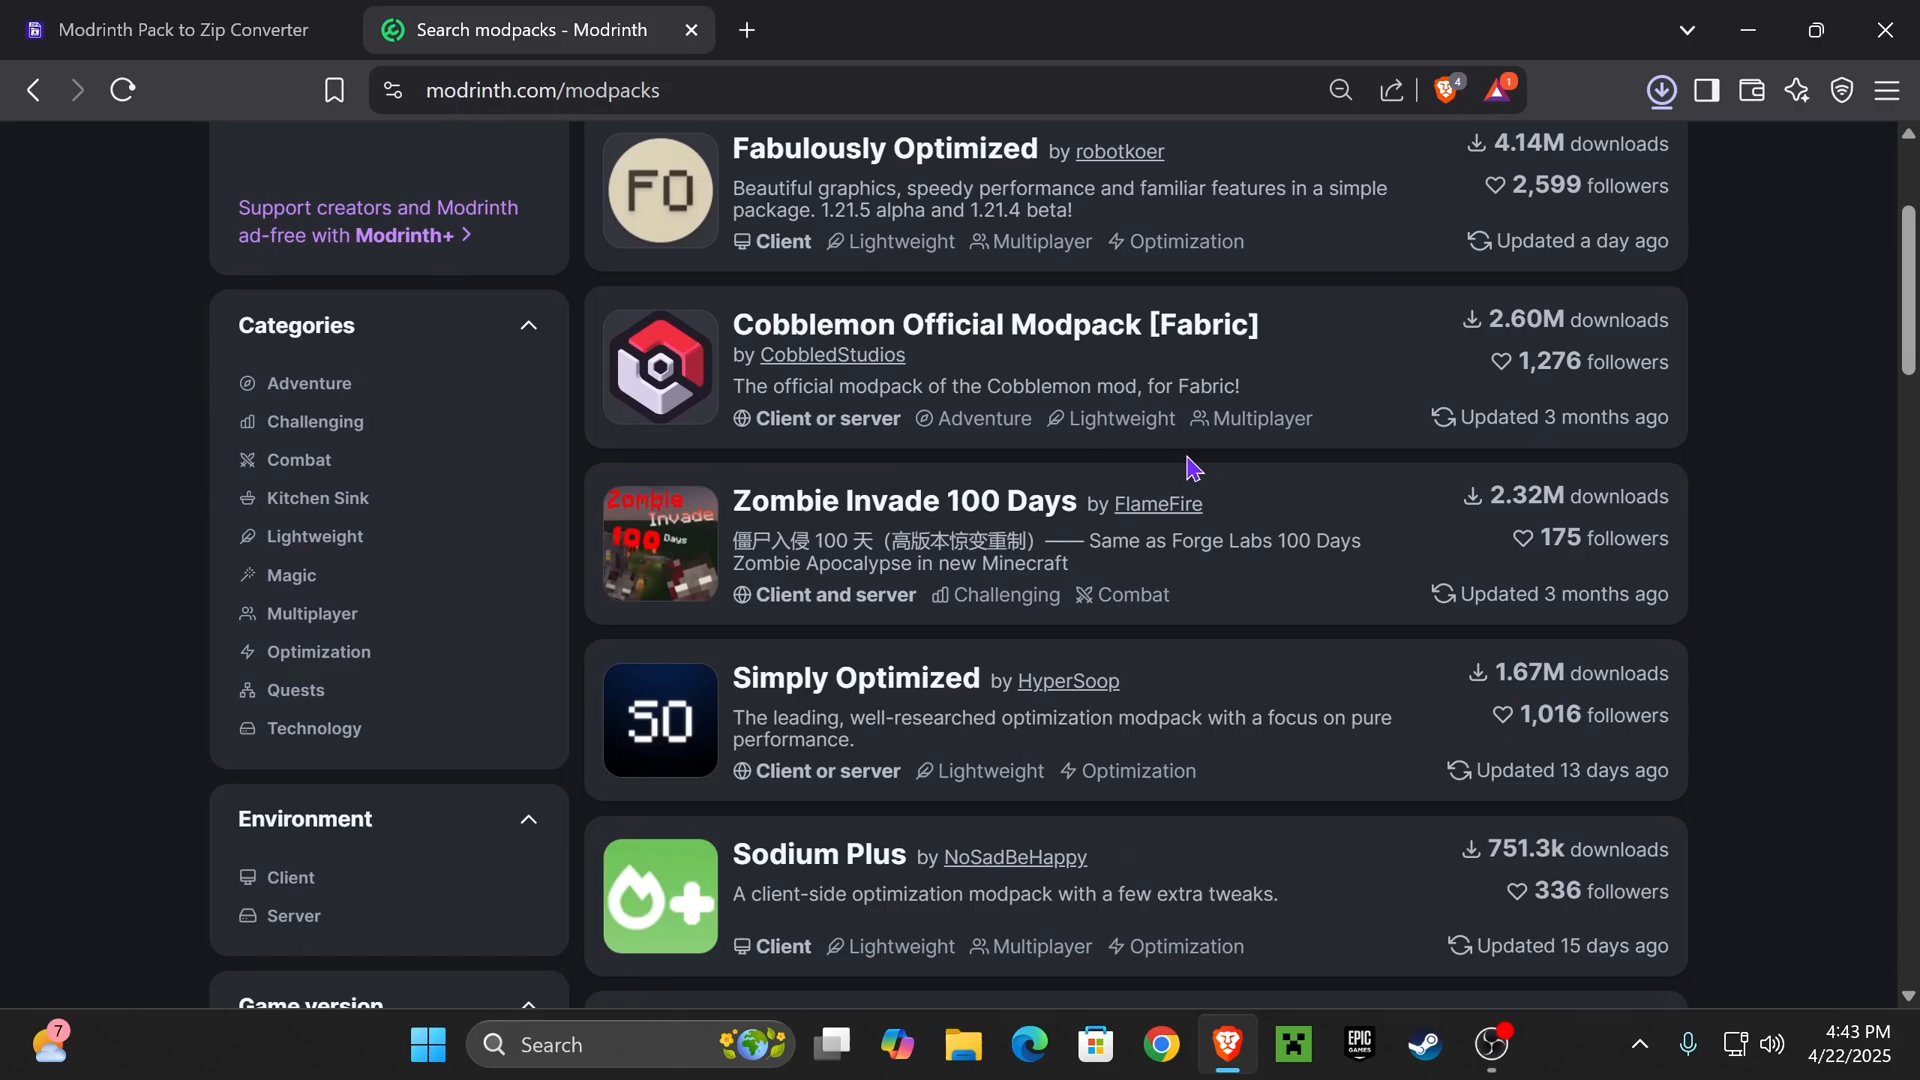 Modrinth Pack to Zip Converter
Search modpacks - Modrinth
modrinth.com/modpacks
4
1
Support creators and Modrinth
ad-free with Modrinth+ >
Categories
Adventure
Challenging
Combat
Kitchen Sink
Lightweight
Magic
Multiplayer
Optimization
Quests
Technology
Environment
Client
Server
Game version
FO
Fabulously Optimized by robotkoer
4.14M downloads
Beautiful graphics, speedy performance and familiar features in a simple
package. 1.21.5 alpha and 1.21.4 beta!
2,599 followers
Client Lightweight Multiplayer Optimization
Updated a day ago
Cobblemon Official Modpack [Fabric]
by CobbledStudios
2.60M downloads
The official modpack of the Cobblemon mod, for Fabric!
1,276 followers
Client or server Adventure Lightweight Multiplayer
Updated 3 months ago
Zombie
Invade
100 Days
Zombie Invade 100 Days by FlameFire
2.32M downloads
僵尸入侵 100 天（高版本惊变重制）—— Same as Forge Labs 100 Days
Zombie Apocalypse in new Minecraft
175 followers
Client and server Challenging Combat
Updated 3 months ago
SO
Simply Optimized by HyperSoop
1.67M downloads
The leading, well-researched optimization modpack with a focus on pure
performance.
1,016 followers
Client or server Lightweight Optimization
Updated 13 days ago
Sodium Plus by NoSadBeHappy
751.3k downloads
A client-side optimization modpack with a few extra tweaks.
336 followers
Client Lightweight Multiplayer Optimization
Updated 15 days ago
7
Search
EPIC
GAMES
4:43 PM
4/22/2025